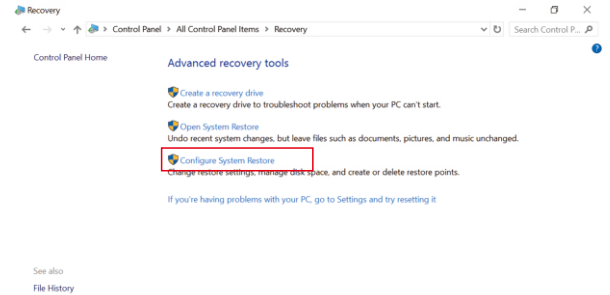 Recovery
Control Panel > All Control Panel Items > Recovery
Search Control P...
Control Panel Home
Advanced recovery tools
Create a recovery drive
Create a recovery drive to troubleshoot problems when your PC can't start.
Open System Restore
Undo recent system changes, but leave files such as documents, pictures, and music unchanged.
Configure System Restore
Change restore settings, manage disk space, and create or delete restore points.
If you're having problems with your PC, go to Settings and try resetting it
See also
File History